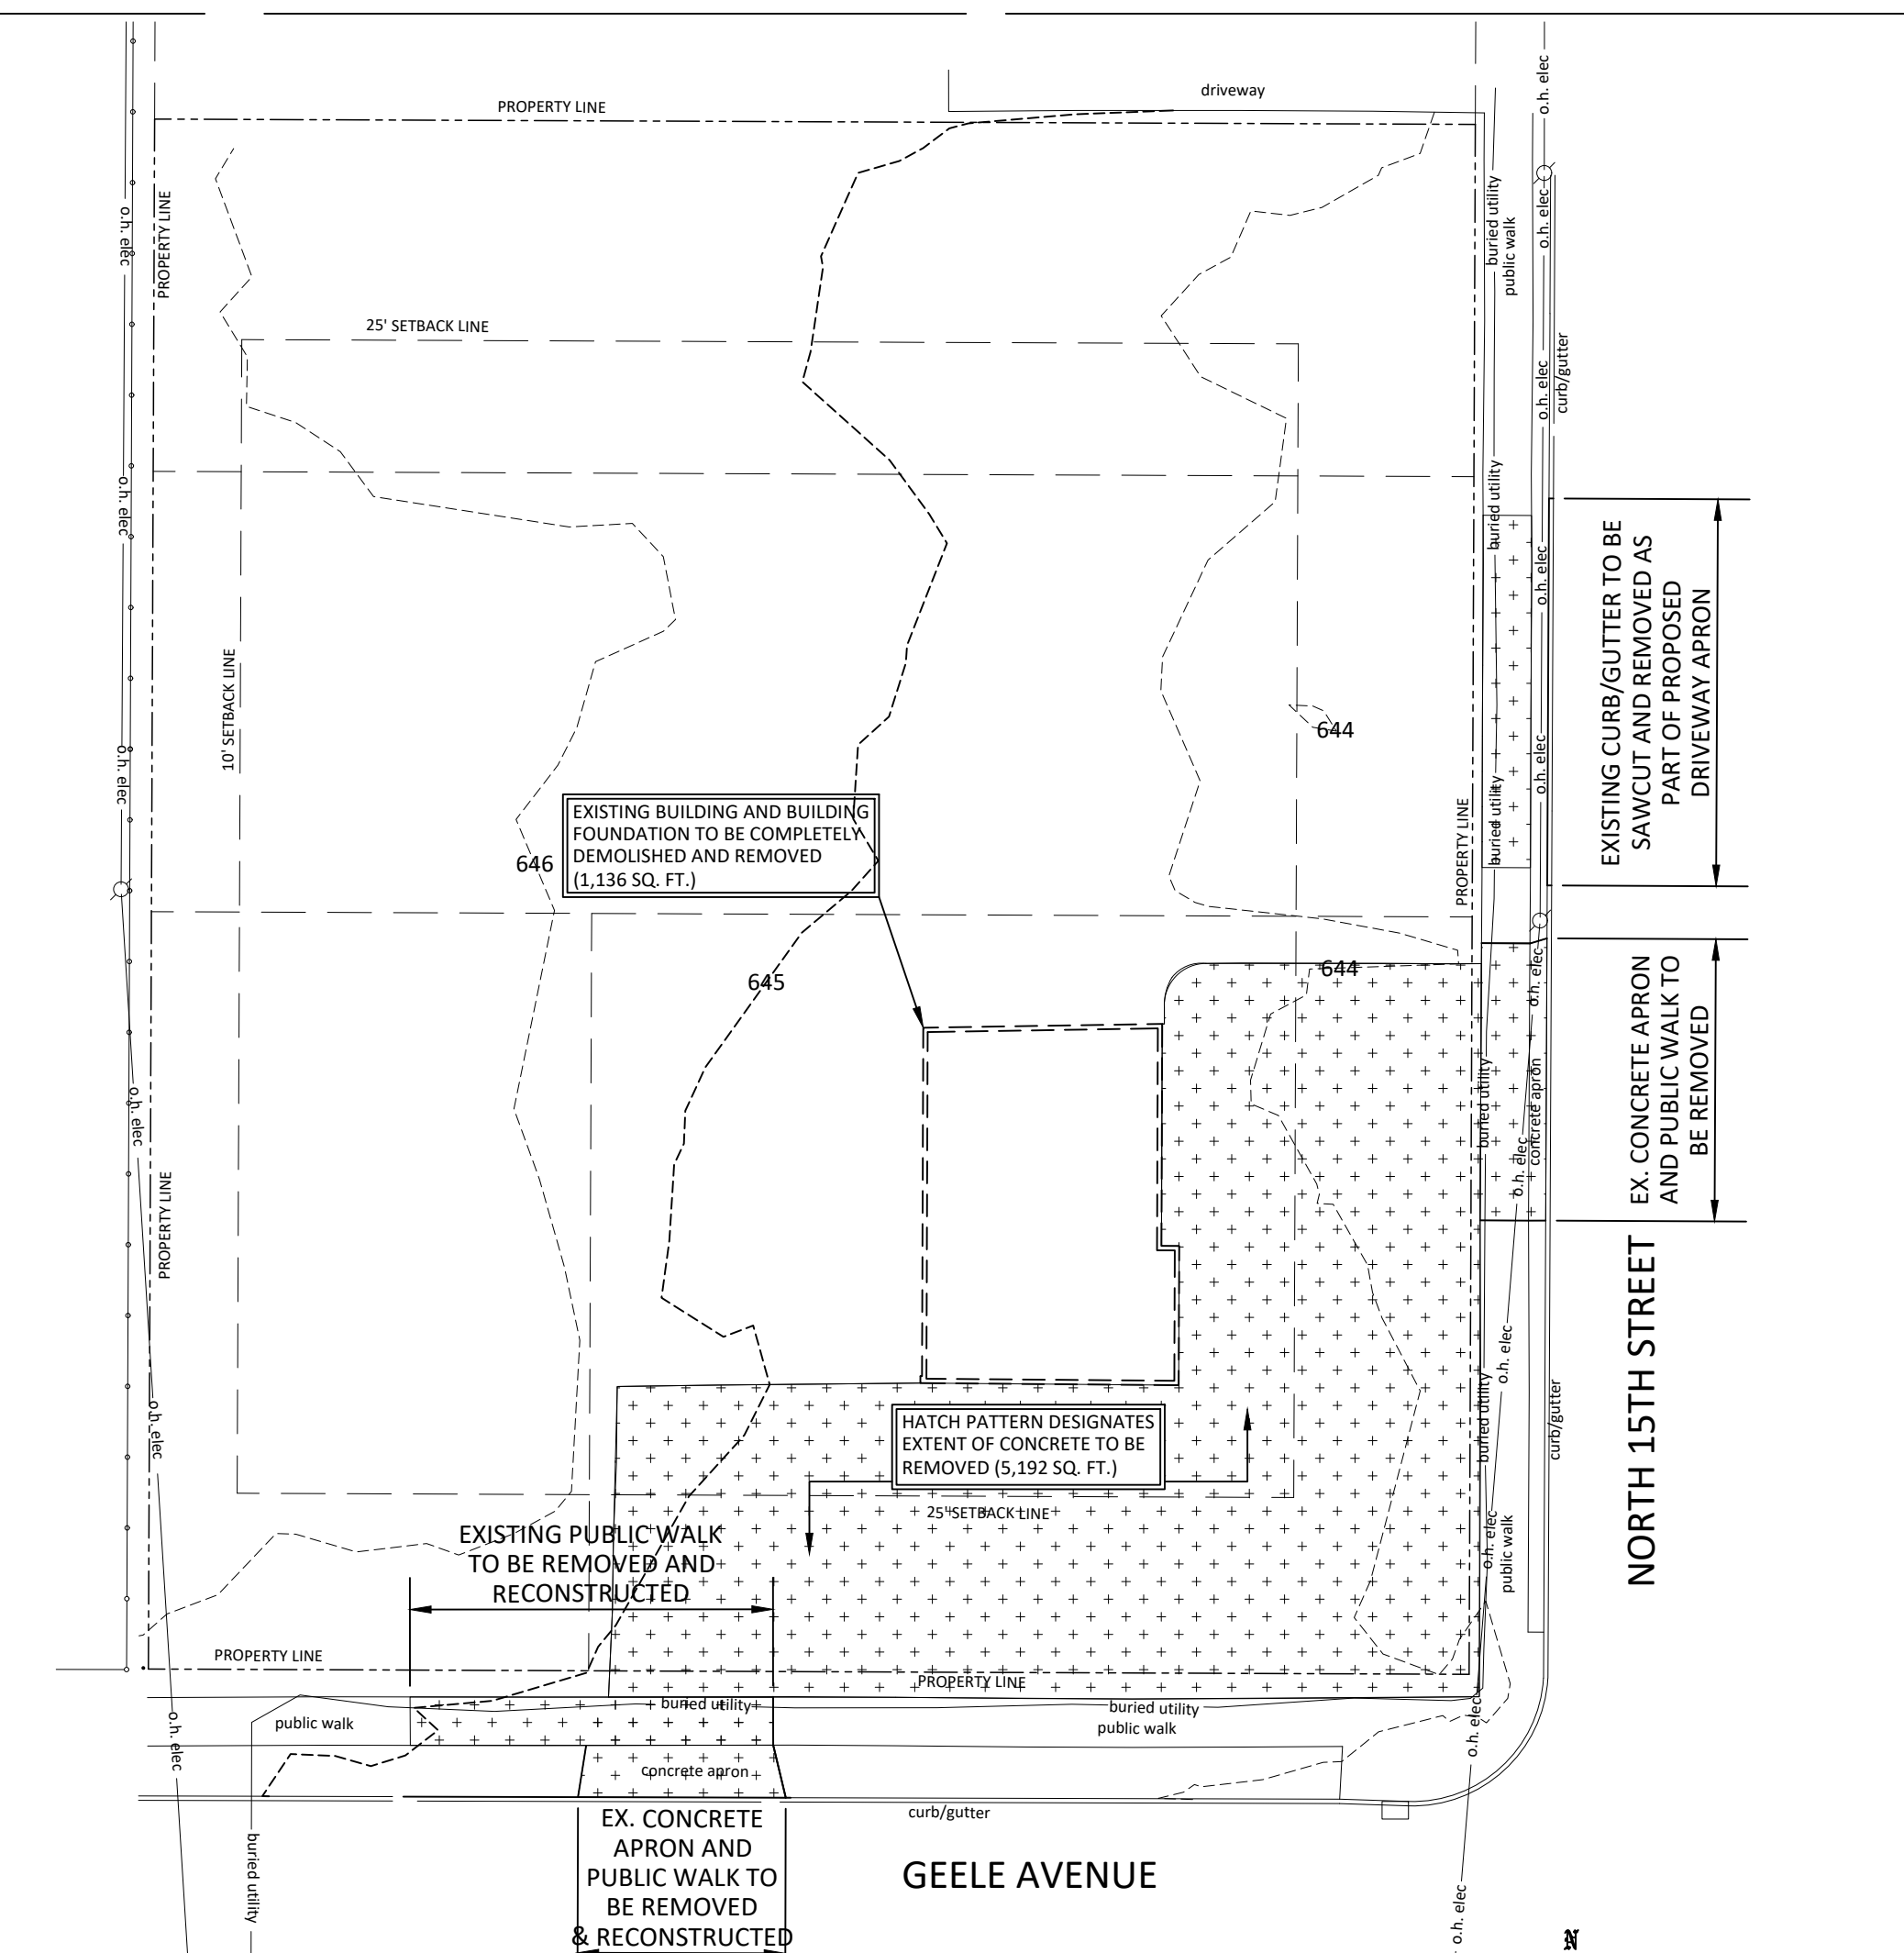 driveway
PROPERTY LINE
o.h. elec
o.h. elec
PROPERTY LINE
buried utility
public walk
o.h. elec
25' SETBACK LINE
o.h. elec
curb/gutter
o.h. elec
buried utility
o.h. elec
EXISTING CURB/GUTTER TO BE
SAWCUT AND REMOVED AS
PART OF PROPOSED
DRIVEWAY APRON
10' SETBACK LINE
644
o.h. elec
o.h. elec
buried utility
PROPERTY LINE
EXISTING BUILDING AND BUILDING
FOUNDATION TO BE COMPLETELY
DEMOLISHED AND REMOVED
(1,136 SQ. FT.)
646
645
644
o.h. elec
EX. CONCRETE APRON
AND PUBLIC WALK TO
BE REMOVED
o.h. elec
buried utility
concrete apron
o.h. elec
PROPERTY LINE
NORTH 15TH STREET
o.h. elec
o.h. elec
buried utility
curb/gutter
HATCH PATTERN DESIGNATES
EXTENT OF CONCRETE TO BE
REMOVED (5,192 SQ. FT.)
25' SETBACK LINE
EXISTING PUBLIC WALK
TO BE REMOVED AND
RECONSTRUCTED
o.h. elec
public walk
PROPERTY LINE
PROPERTY LINE
buried utility
buried utility
public walk
public walk
o.h. elec
o.h. elec
concrete apron
curb/gutter
EX. CONCRETE
APRON AND
PUBLIC WALK TO
BE REMOVED
& RECONSTRUCTED
GEELE AVENUE
buried utility
o.h. elec